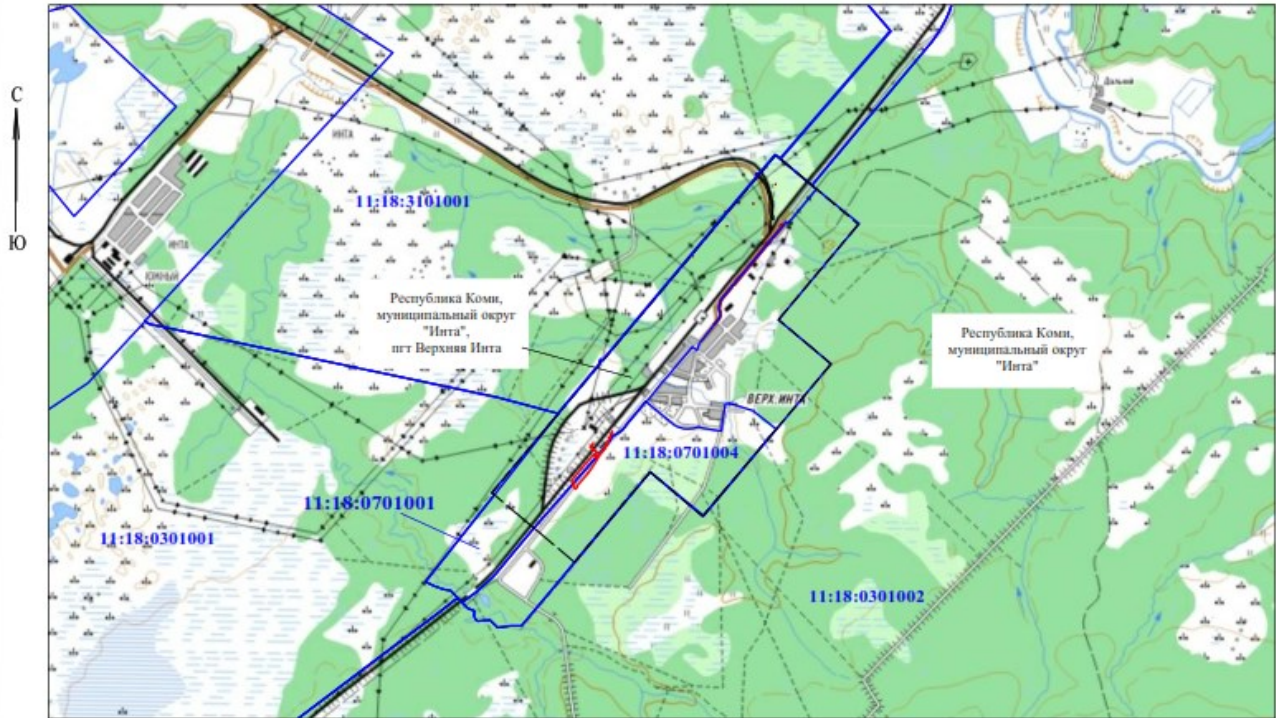 С
Ю
Дальний
ИНТА
11:18:3101001
ИНТА
ЮЖНЫЙ
Республика Коми,
муниципальный округ
"Инта",
пгт Верхняя Инта
Республика Коми,
муниципальный округ
"Инта"
ВЕРХ. ИНТА
11:18:0701004
11:18:0701001
11:18:0301001
11:18:0301002